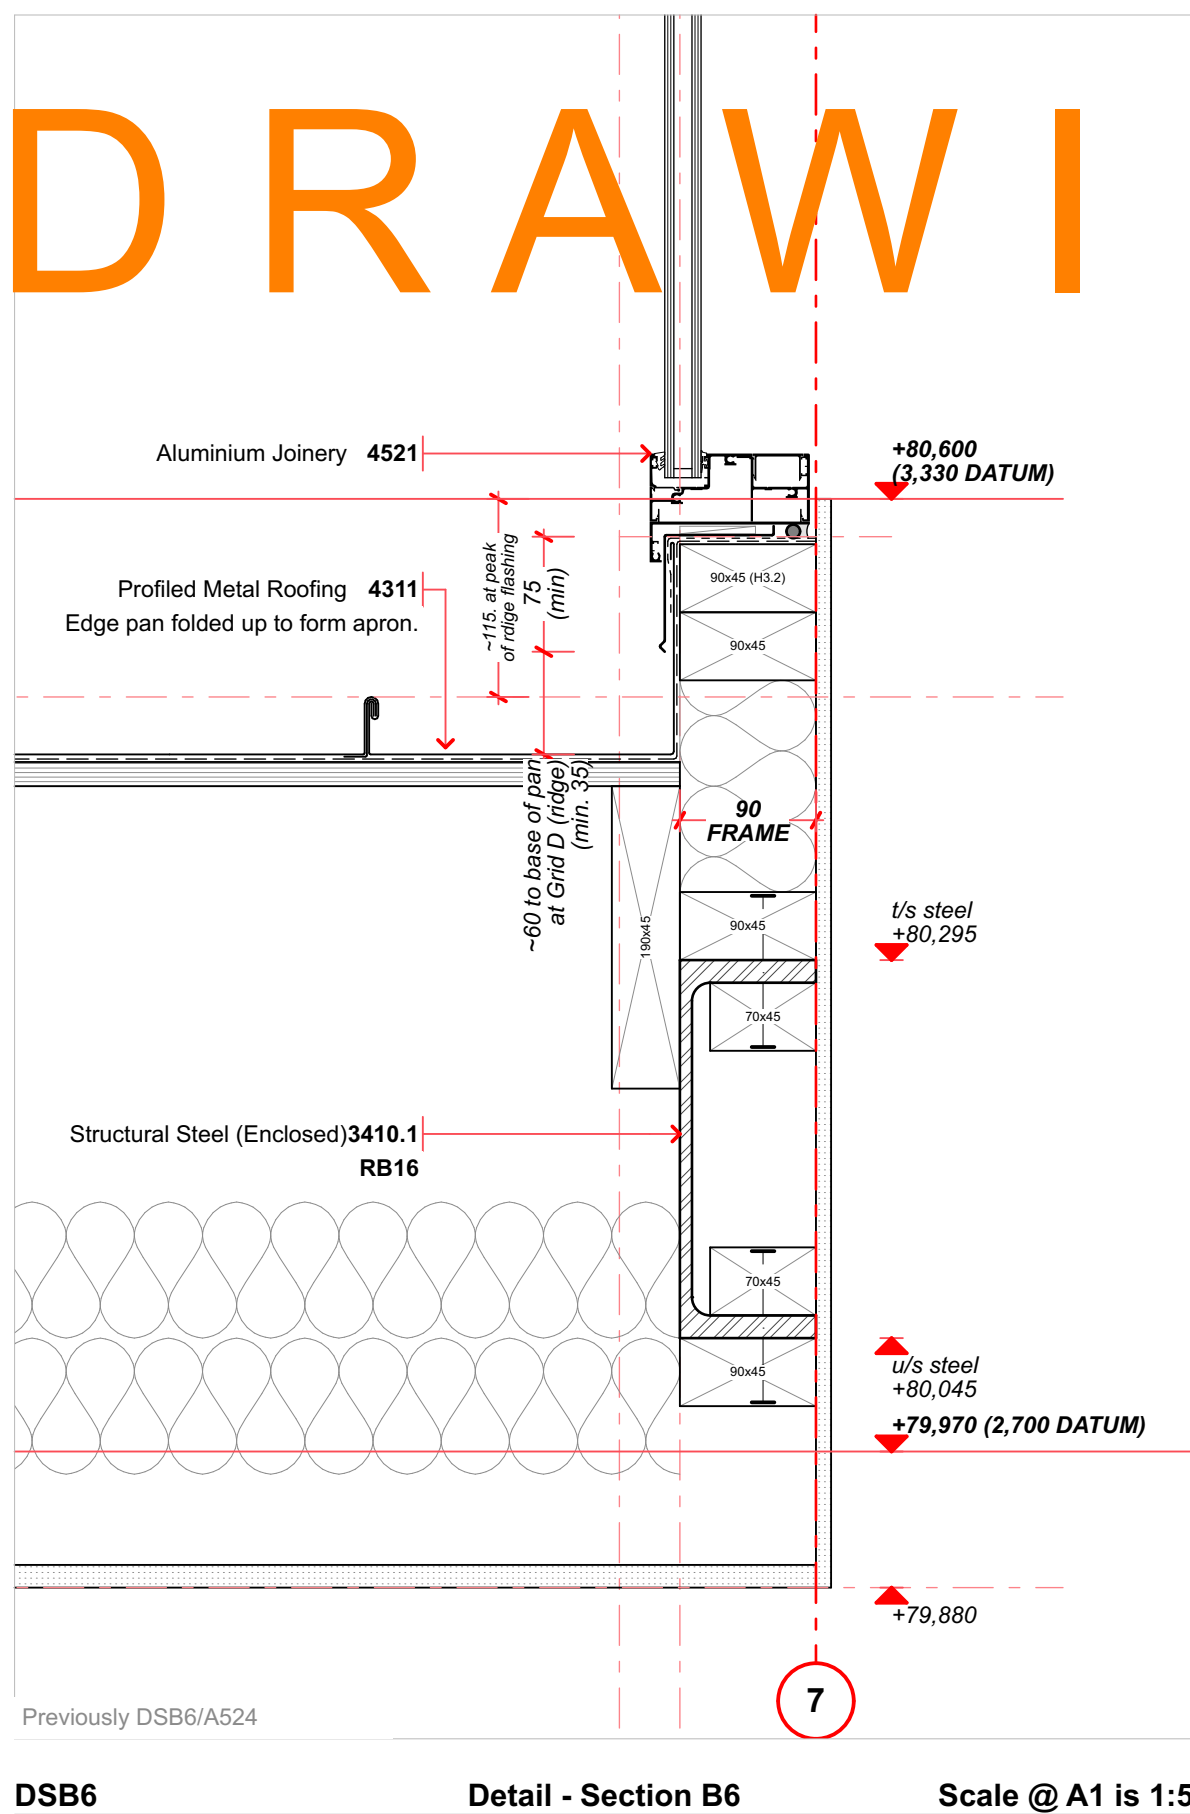 DRAWI
Aluminium Joinery 4521
+80,600
(3,330 DATUM)
~115. at peak
of rdige flashing
75
(min)
Profiled Metal Roofing 4311
Edge pan folded up to form apron.
90x45 (H3.2)
90x45
~60 to base of pan
at Grid D (ridge)
(min. 35)
90
FRAME
190x45
90x45
t/s steel
+80,295
70x45
Structural Steel (Enclosed)3410.1
RB16
70x45
90x45
u/s steel
+80,045
+79,970 (2,700 DATUM)
+79,880
7
Previously DSB6/A524
DSB6 Detail - Section B6 Scale @ A1 is 1:5